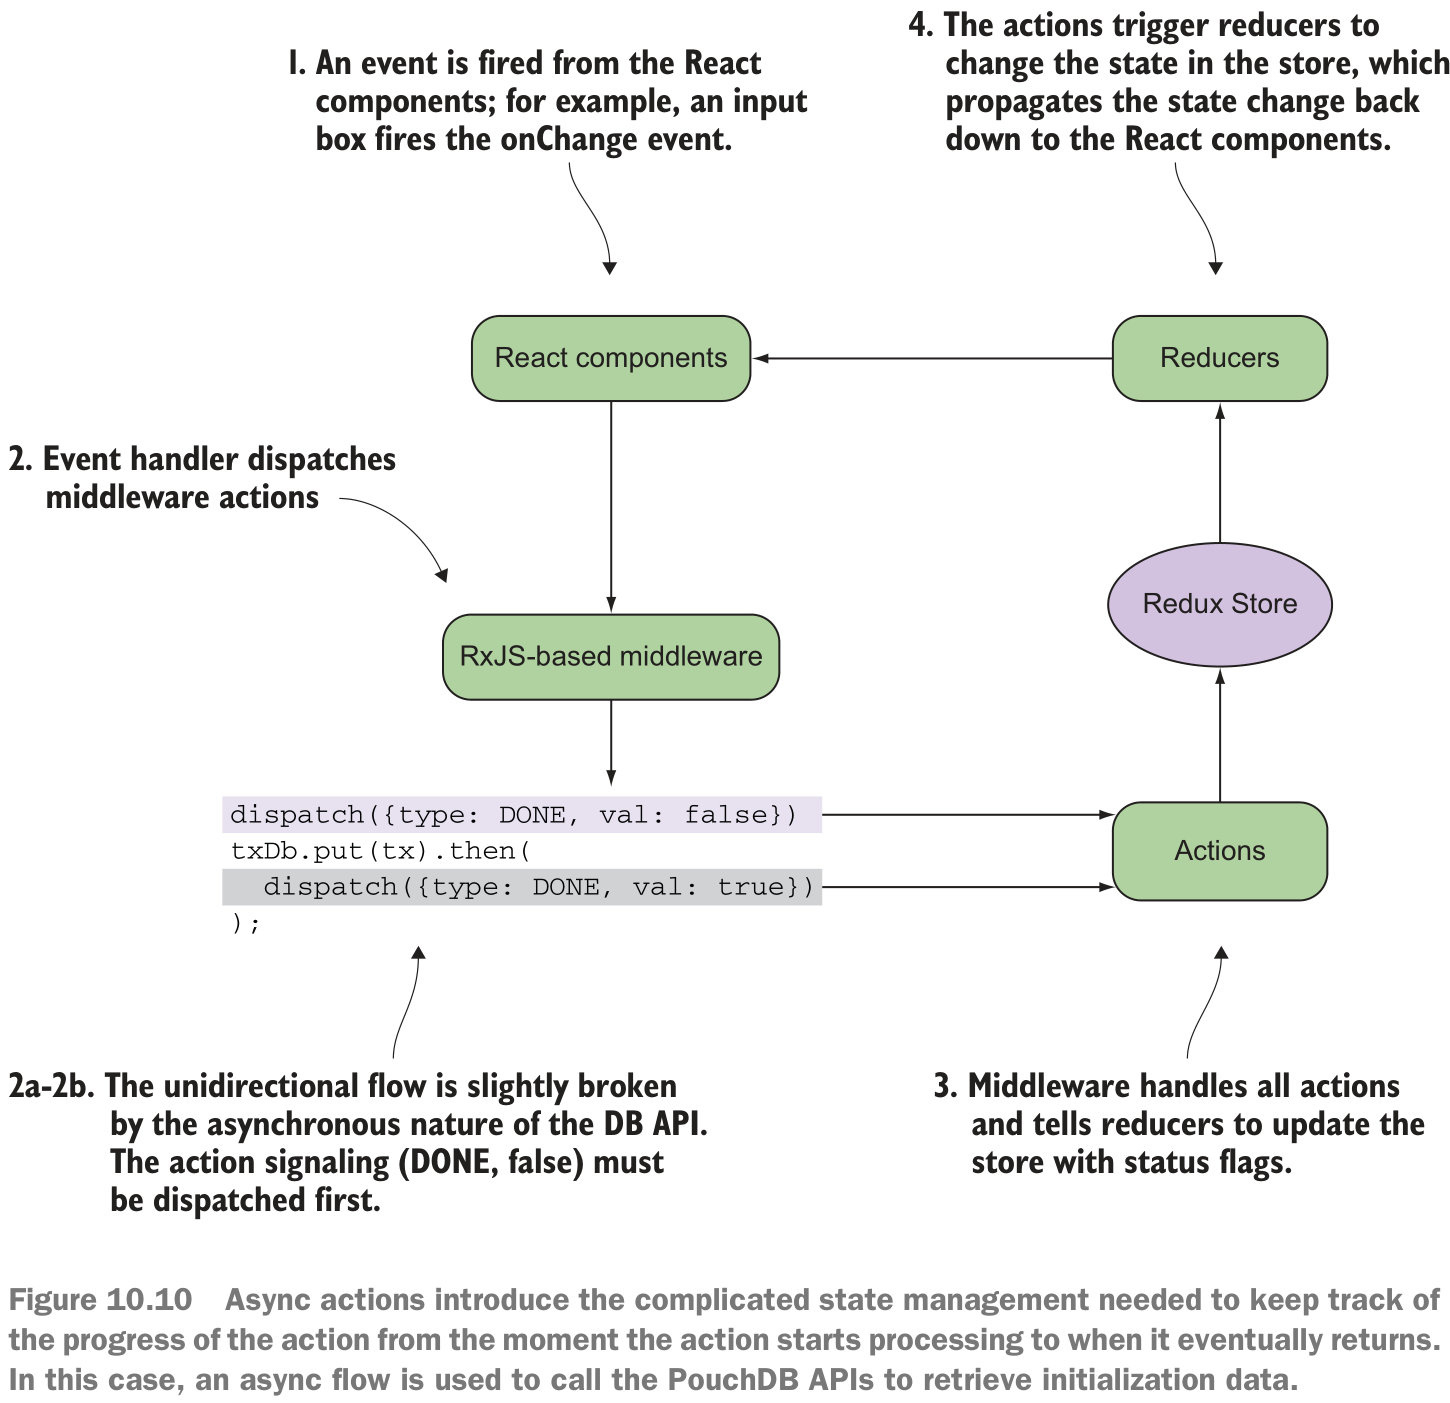 1. An event is fired from the React
components; for example, an input
box fires the onChange event.
4. The actions trigger reducers to
change the state in the store, which
propagates the state change back
down to the React components.
React components
Reducers
2. Event handler dispatches
middleware actions
Redux Store
RxJS-based middleware
dispatch({type: DONE, val: false})
txDb.put(tx).then(
  dispatch({type: DONE, val: true})
);
Actions
2a-2b. The unidirectional flow is slightly broken
by the asynchronous nature of the DB API.
The action signaling (DONE, false) must
be dispatched first.
3. Middleware handles all actions
and tells reducers to update the
store with status flags.
Figure 10.10 Async actions introduce the complicated state management needed to keep track of
the progress of the action from the moment the action starts processing to when it eventually returns.
In this case, an async flow is used to call the PouchDB APIs to retrieve initialization data.